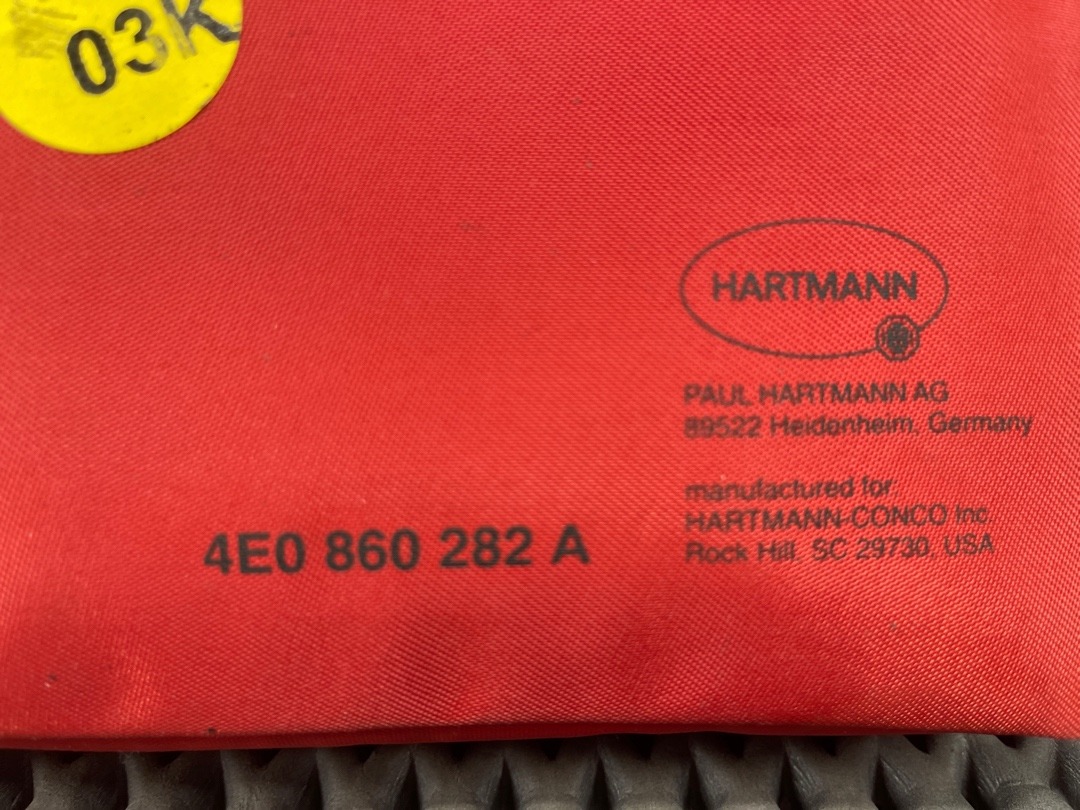 03K
HARTMANN
PAUL HARTMANN AG
89522 Heidenheim, Germany
manufactured for:
HARTMANN-CONCO Inc.
Rock Hill, SC 29730, USA
4E0 860 282 A